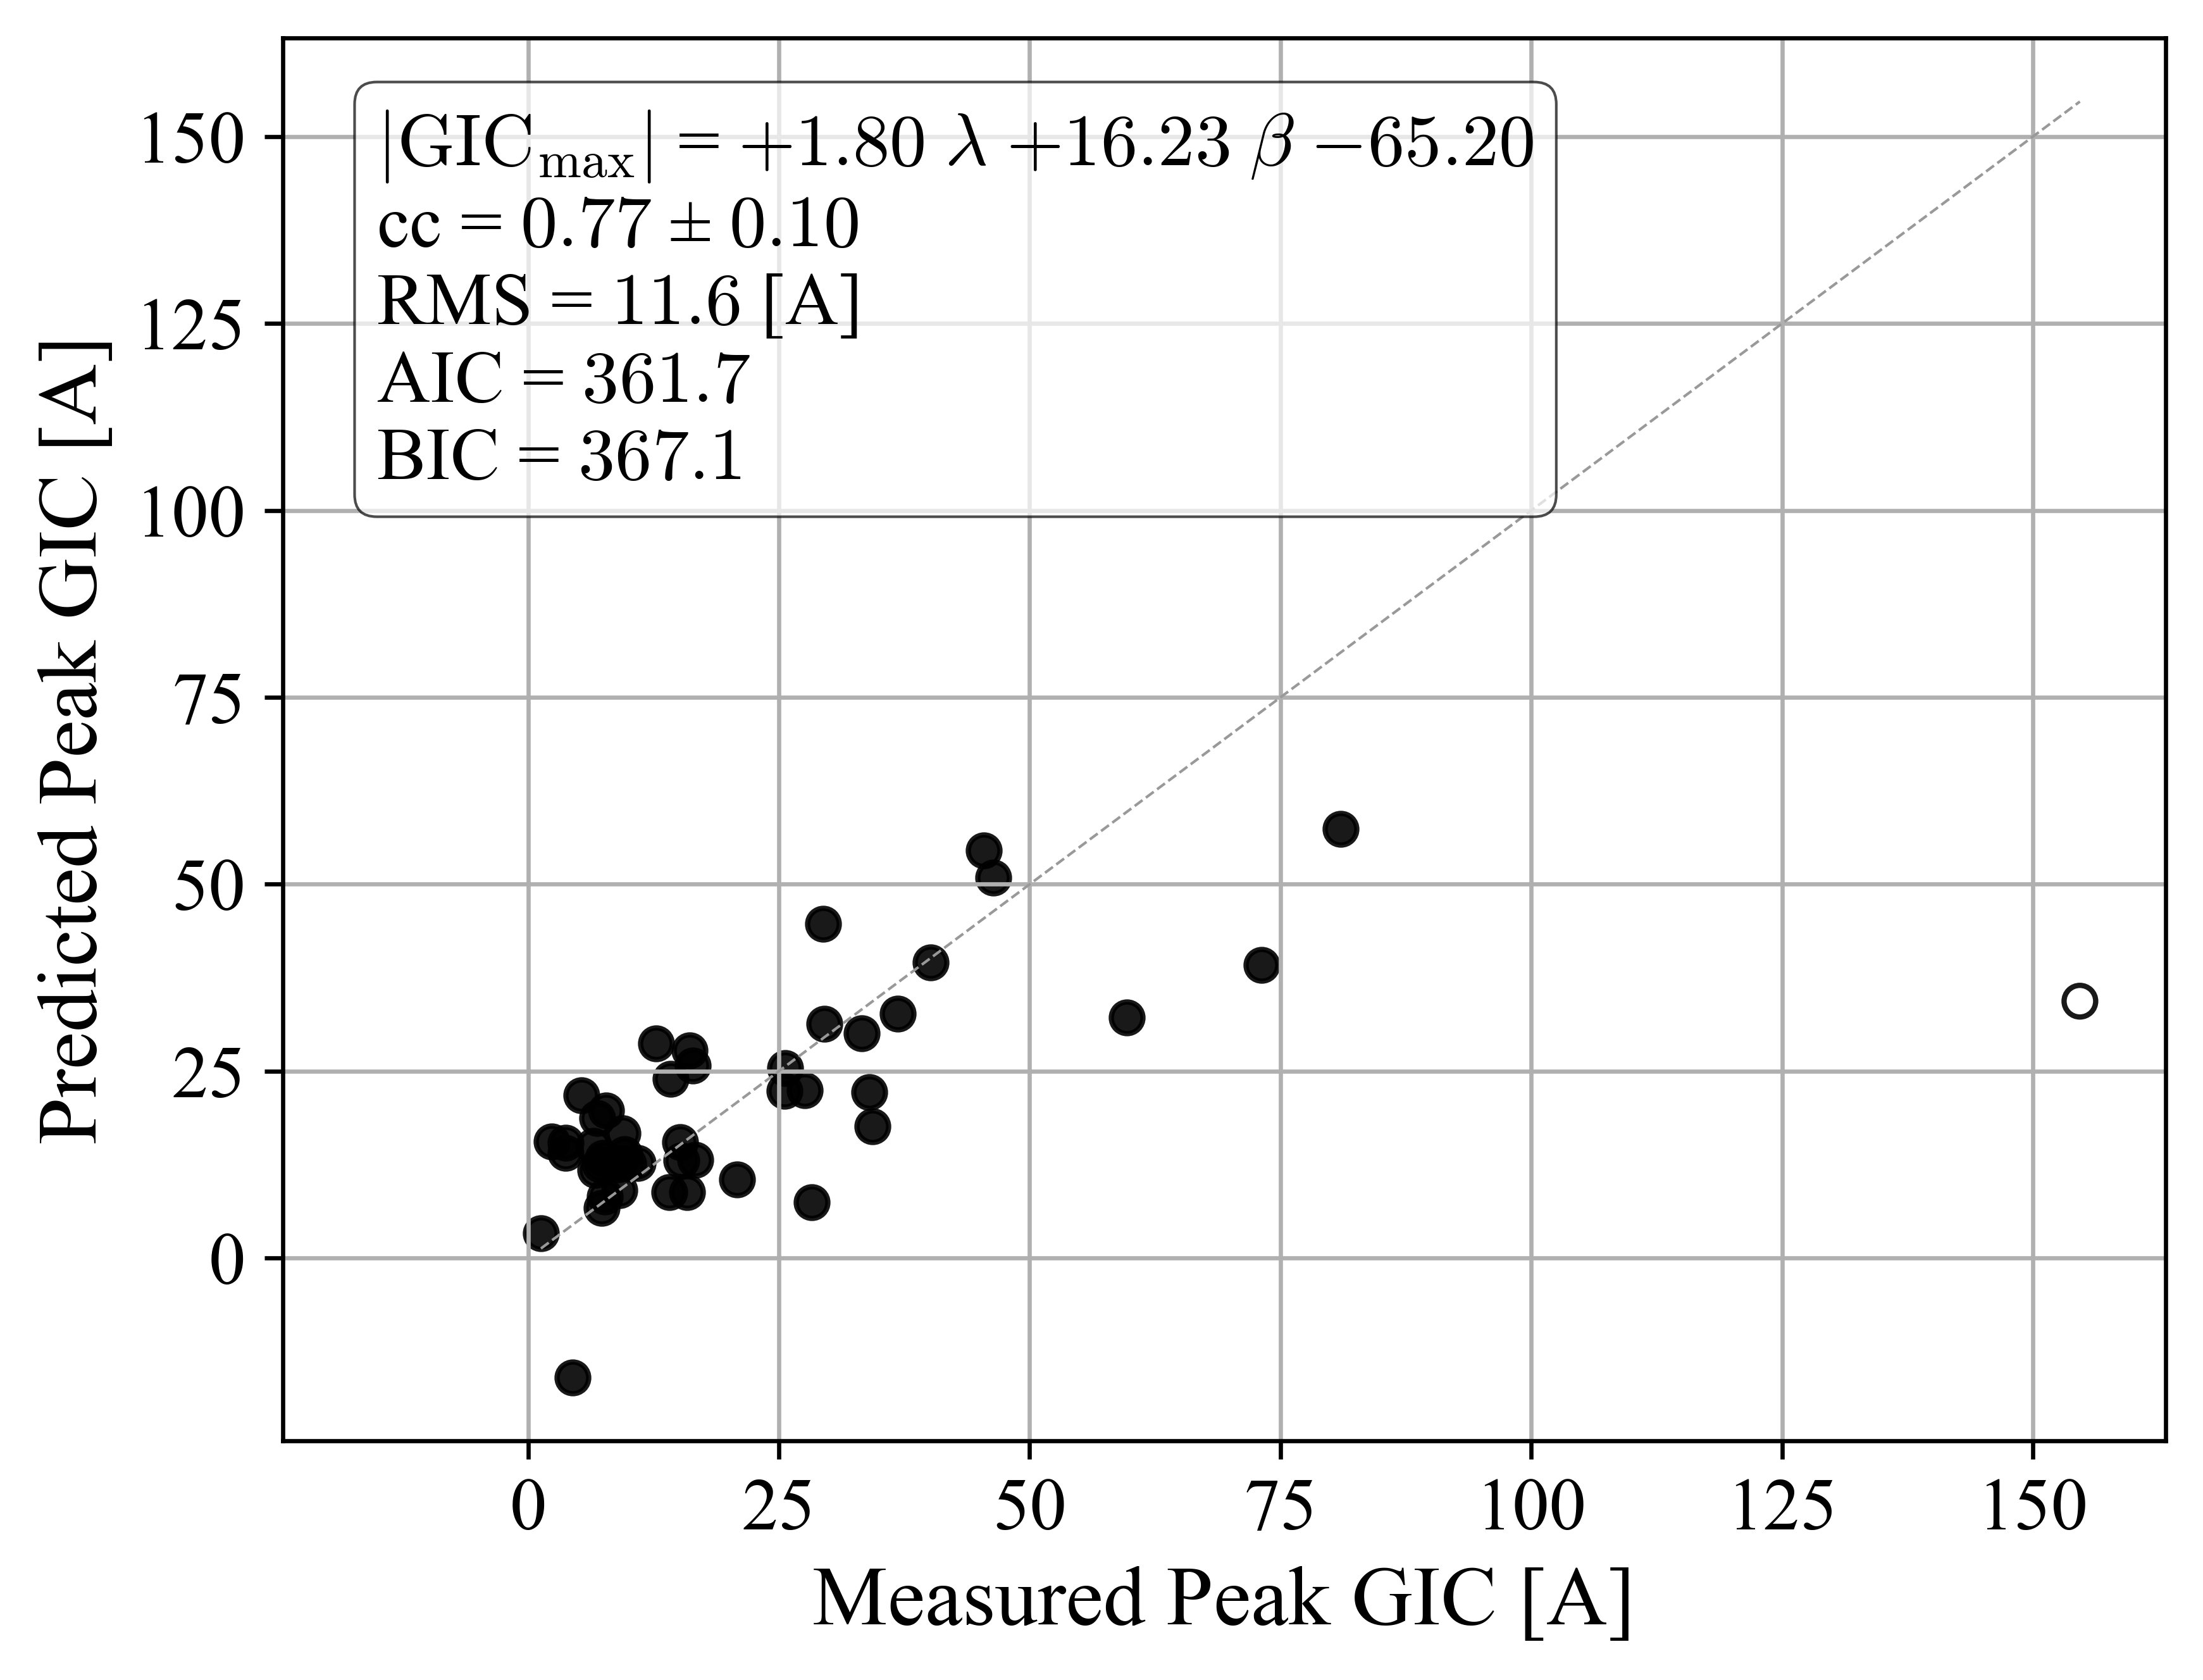 |GICmax| = +1.80 λ +16.23 β −65.20
cc = 0.77 ± 0.10
RMS = 11.6 [A]
AIC = 361.7
BIC = 367.1
Predicted Peak GIC [A]
150
125
100
75
50
25
0
0 25 50 75 100 125 150
Measured Peak GIC [A]